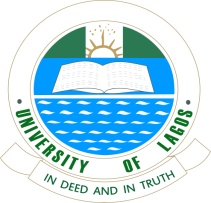 UNIVERSITY OF LAGOS
IN DEED AND IN TRUTH